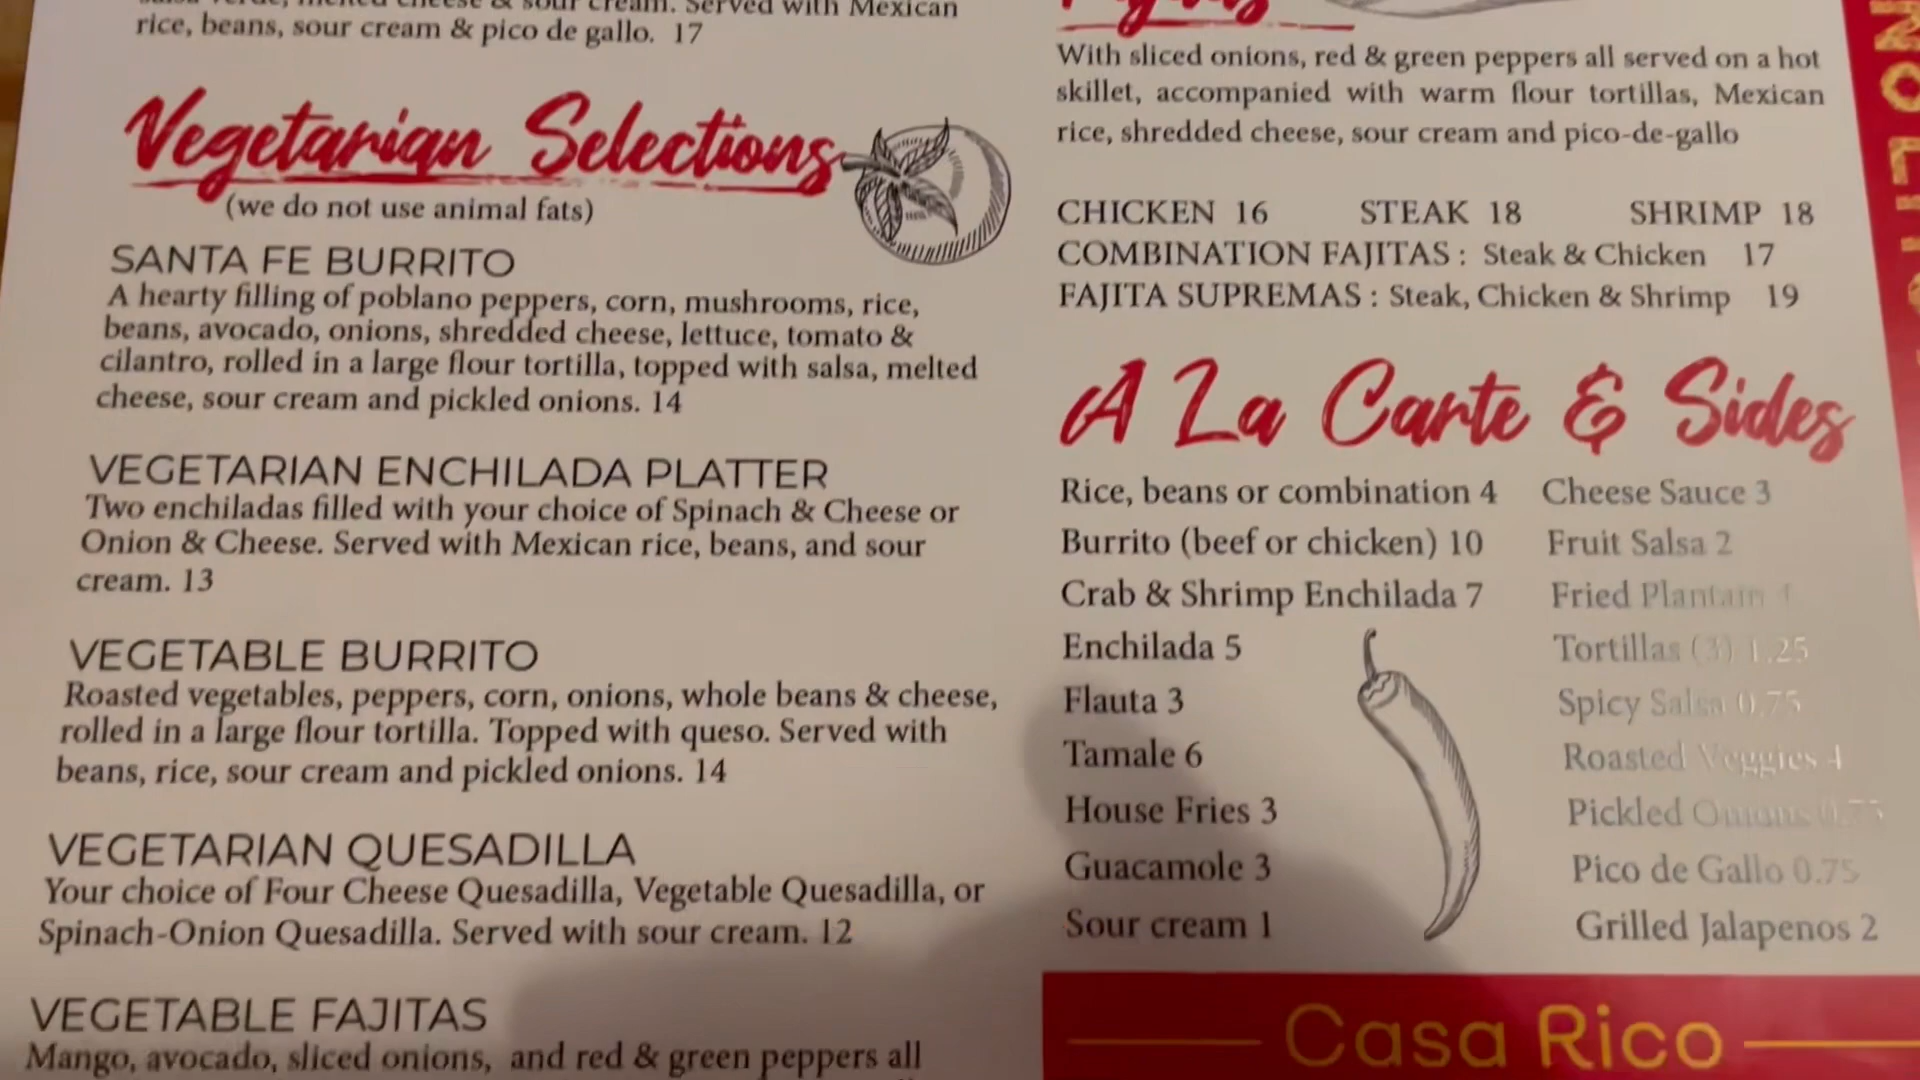 rice, beans, sour cream & pico de gallo. 17
Vegetarian Selections
(we do not use animal fats)
SANTA FE BURRITO
A hearty filling of poblano peppers, corn, mushrooms, rice,
beans, avocado, onions, shredded cheese, lettuce, tomato &
cilantro, rolled in a large flour tortilla, topped with salsa, melted
cheese, sour cream and pickled onions. 14
VEGETARIAN ENCHILADA PLATTER
Two enchiladas filled with your choice of Spinach & Cheese or
Onion & Cheese. Served with Mexican rice, beans, and sour
cream. 13
VEGETABLE BURRITO
Roasted vegetables, peppers, corn, onions, whole beans & cheese,
rolled in a large flour tortilla. Topped with queso. Served with
beans, rice, sour cream and pickled onions. 14
VEGETARIAN QUESADILLA
Your choice of Four Cheese Quesadilla, Vegetable Quesadilla, or
Spinach-Onion Quesadilla. Served with sour cream. 12
VEGETABLE FAJITAS
Mango, avocado, sliced onions, and red & green peppers all
With sliced onions, red & green peppers all served on a hot
skillet, accompanied with warm flour tortillas, Mexican
rice, shredded cheese, sour cream and pico-de-gallo
CHICKEN 16 STEAK 18 SHRIMP 18
COMBINATION FAJITAS : Steak & Chicken 17
FAJITA SUPREMAS : Steak, Chicken & Shrimp 19
A La Carte & Sides
Rice, beans or combination 4
Burrito (beef or chicken) 10
Crab & Shrimp Enchilada 7
Enchilada 5
Flauta 3
Tamale 6
House Fries 3
Guacamole 3
Sour cream 1
Cheese Sauce 3
Fruit Salsa 2
Fried Plantain
Tortillas (3) 1.25
Spicy Salsa 0.75
Roasted Veggies 4
Pickled Onions 0.75
Pico de Gallo 0.75
Grilled Jalapenos 2
Casa Rico